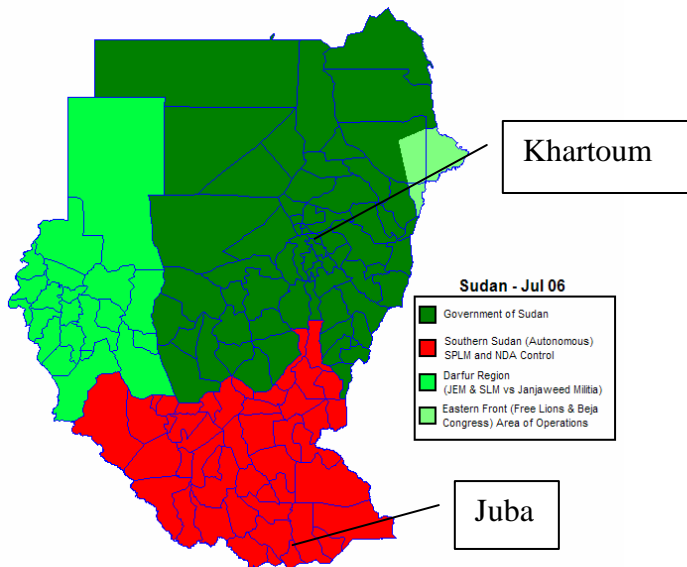 Khartoum
Sudan - Jul 06
Government of Sudan
Southern Sudan (Autonomous)
SPLM and NDA Control
Darfur Region
(JEM & SLM vs Janjaweed Militia)
Eastern Front (Free Lions & Beja
Congress) Area of Operations
Juba